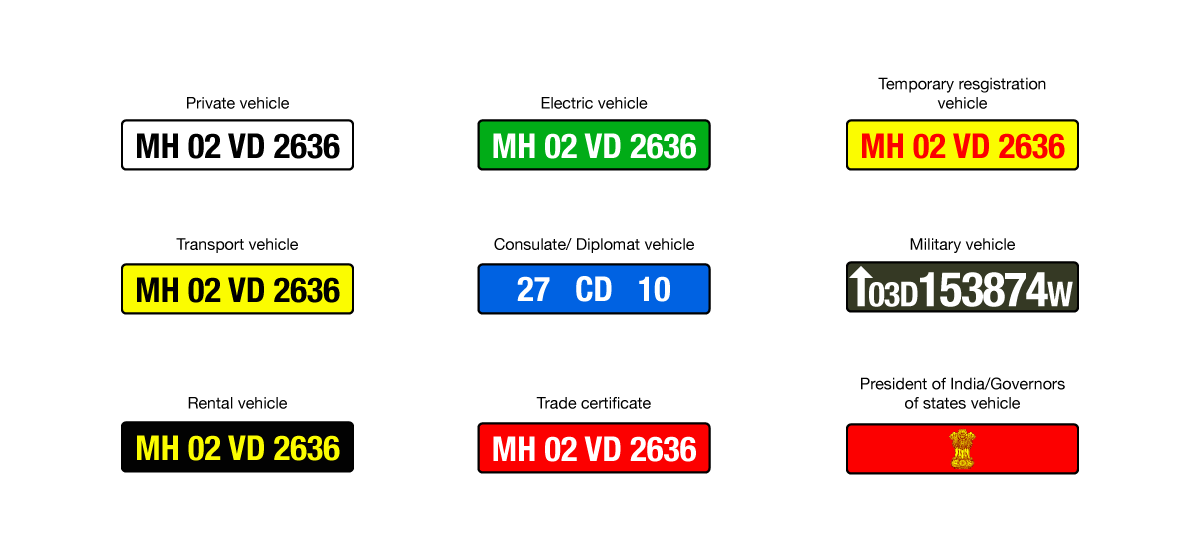 Private vehicle
MH 02 VD 2636
Electric vehicle
MH 02 VD 2636
Temporary resgistration
vehicle
MH 02 VD 2636
Transport vehicle
MH 02 VD 2636
Consulate/ Diplomat vehicle
27 CD 10
Military vehicle
↑03D153874W
Rental vehicle
MH 02 VD 2636
Trade certificate
MH 02 VD 2636
President of India/Governors
of states vehicle